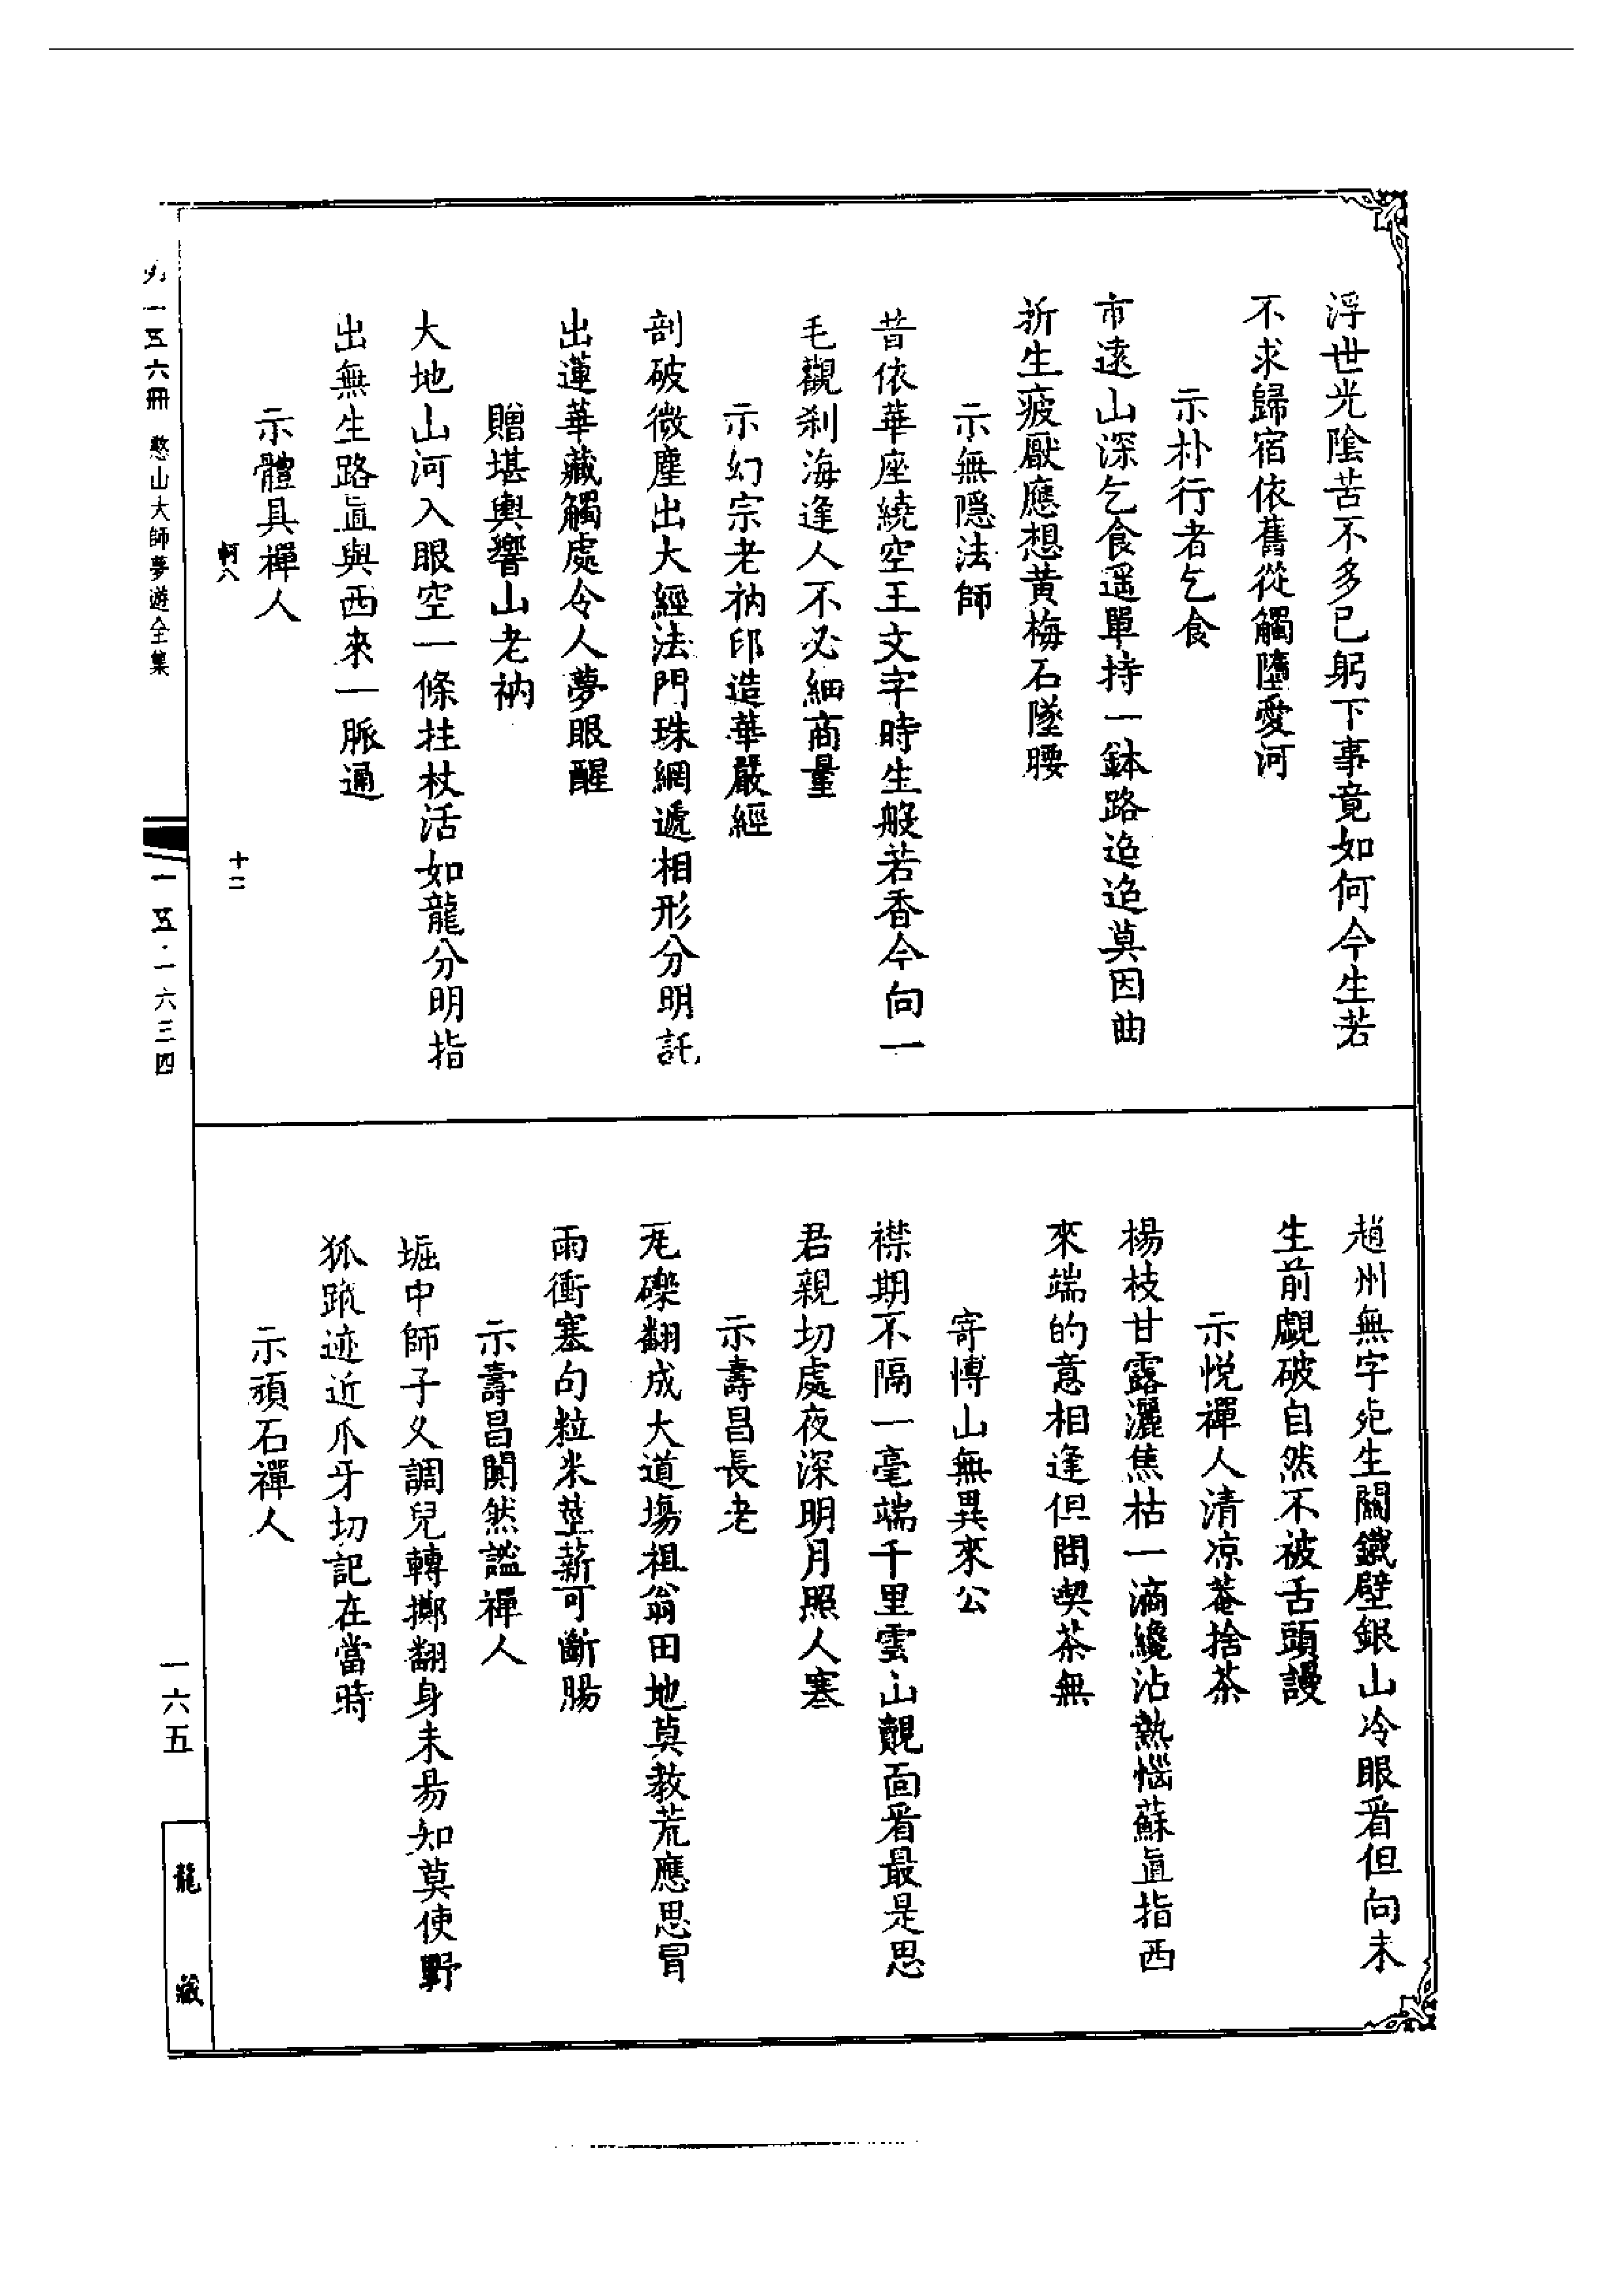 浮世光陰苦不多已躬下事竟如何今生若
不求歸宿依舊從觸墮愛河
示朴行者乞食
市遠山深乞食遥單持一鉢路迢迢莫因曲
折生疲厭應想黄梅石墜腰
示無隱法師
昔依華座繞空王文字時生般若香今向一
毛觀刹海逢人不必細商量
示幻宗老衲印造華嚴經
剖破微塵出大經法門珠網遞相形分明託
出蓮華藏觸處令人夢眼醒
贈堪輿響山老衲
大地山河入眼空一條拄杖活如龍分明指
出無生路直與西來一脈通
示體具禪人
軻八
十二
趙州無字死生關鐵壁銀山冷眼看但向未
生前覷破自然不被舌頭謾
示悦禪人清凉菴捨茶
楊枝甘露灑焦枯一滴纔沾熱惱蘇直指西
來端的意相逢但問喫茶無
寄博山無異來公
襟期不隔一毫端千里雲山覿面看最是思
君親切處夜深明月照人寒
示壽昌長老
瓦礫翻成大道場祖翁田地莫教荒應思冒
雨衝寒句粒米莖薪可斷腸
示壽昌闃然謐禪人
堀中師子乂調兒轉擲翻身未易知莫使野
狐蹤迹近爪牙切記在當時
示頑石禪人
一五六冊 憨山大師夢遊全集
一五·一六三四
一六五
龍藏